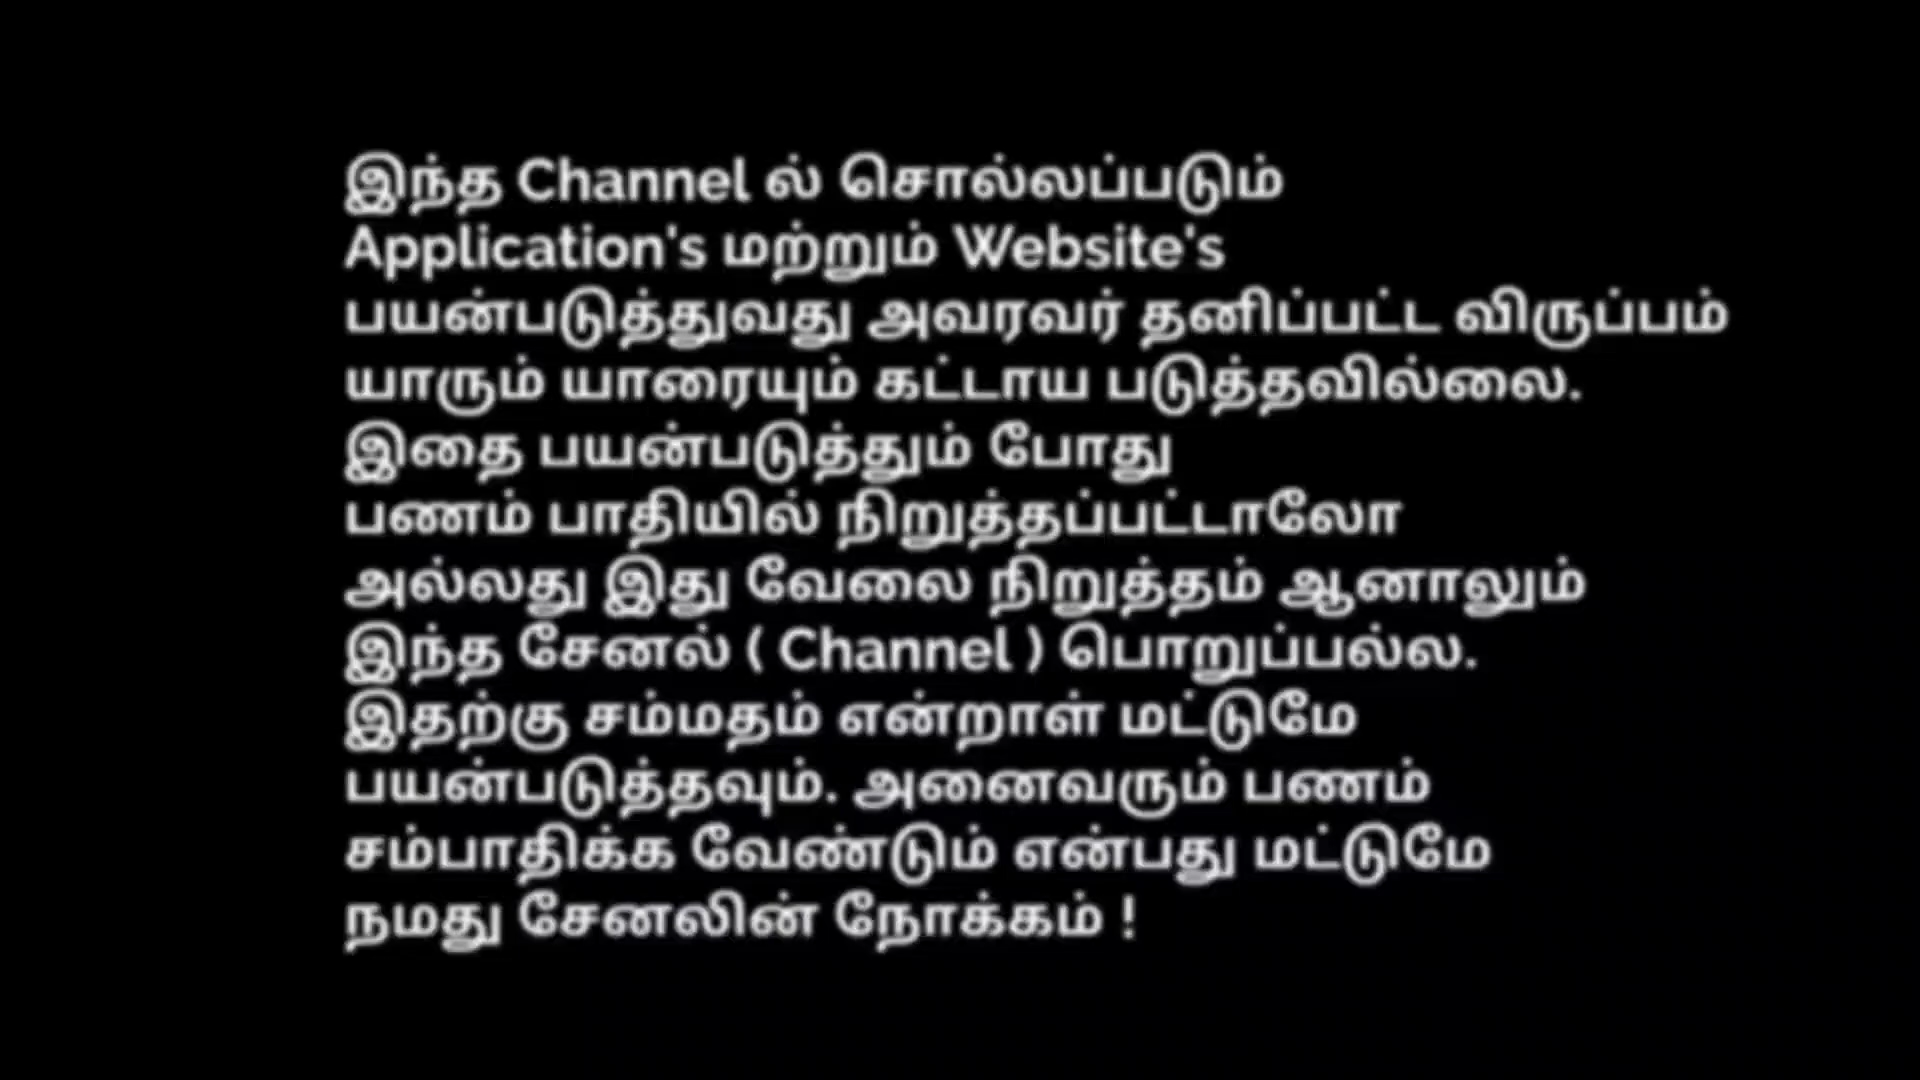 இந்த Channel ல் சொல்லப்படும்
Application's மற்றும் Website's
பயன்படுத்துவது அவரவர் தனிப்பட்ட விருப்பம்
யாரும் யாரையும் கட்டாய படுத்தவில்லை.
இதை பயன்படுத்தும் போது
பணம் பாதியில் நிறுத்தப்பட்டாலோ
அல்லது இது வேலை நிறுத்தம் ஆனாலும்
இந்த சேனல் ( Channel ) பொறுப்பல்ல.
இதற்கு சம்மதம் என்றாள் மட்டுமே
பயன்படுத்தவும். அனைவரும் பணம்
சம்பாதிக்க வேண்டும் என்பது மட்டுமே
நமது சேனலின் நோக்கம் !